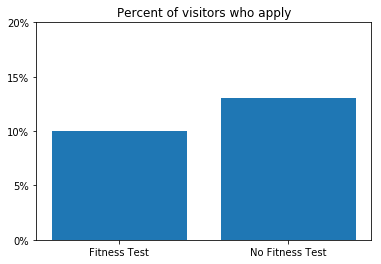 Percent of visitors who apply
20%
15%
10%
5%
0%
Fitness Test No Fitness Test